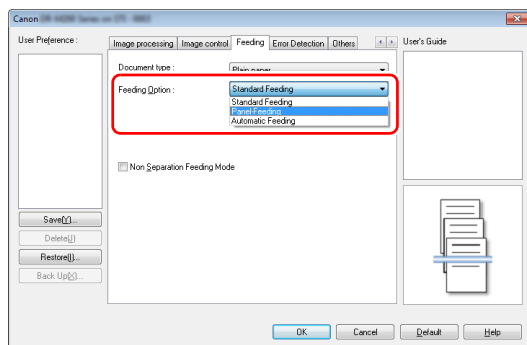 Canon
User Preference :
Image processing
Image control
Feeding
Error Detection
Others
User's Guide
Document type :
Plain paper
Feeding Option :
Standard Feeding
Standard Feeding
Panel Feeding
Automatic Feeding
Non Separation Feeding Mode
Save(Y)...
Delete(J)
Restore(I)...
Back Up(X)...
OK
Cancel
Default
Help